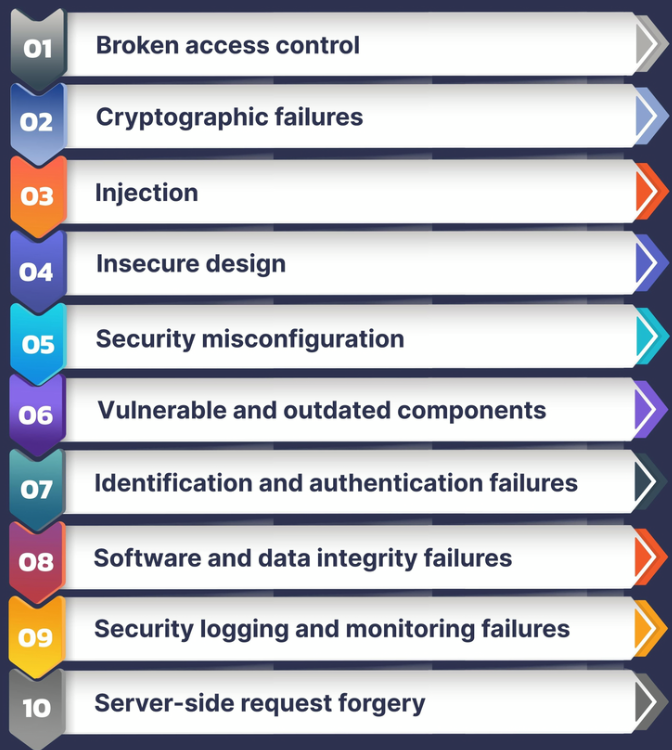 01 Broken access control
02 Cryptographic failures
03 Injection
04 Insecure design
05 Security misconfiguration
06 Vulnerable and outdated components
07 Identification and authentication failures
08 Software and data integrity failures
09 Security logging and monitoring failures
10 Server-side request forgery